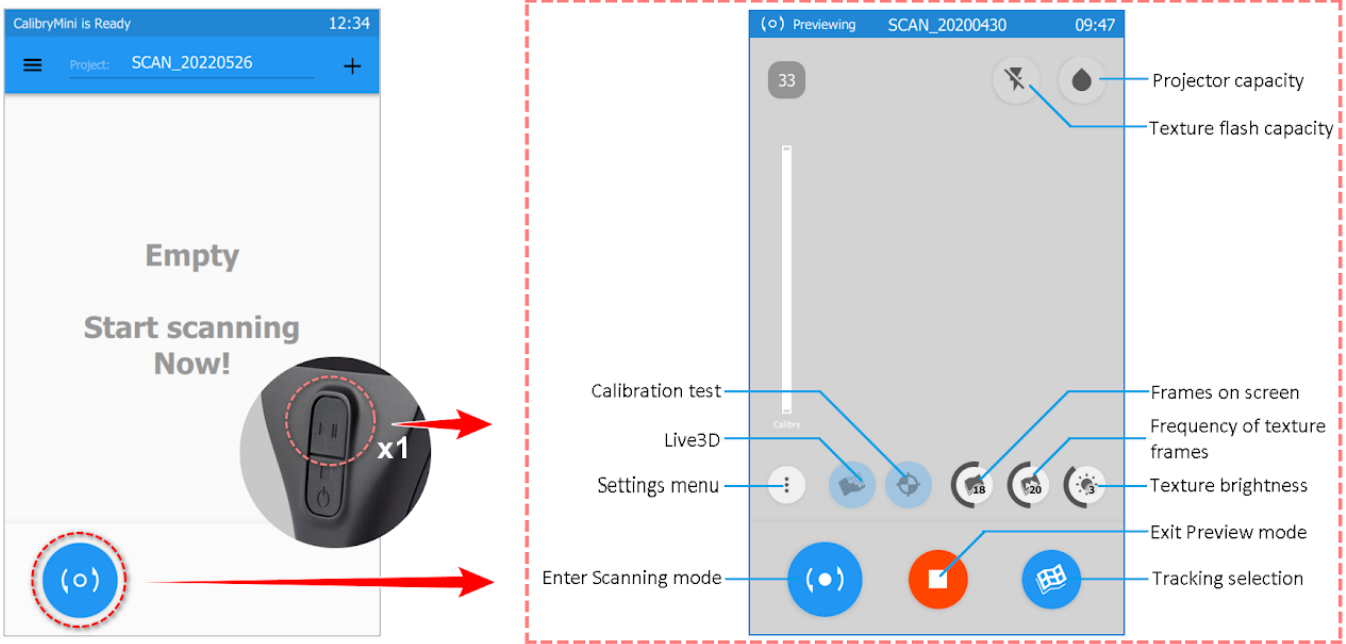 CalibryMini is Ready 12:34
Project: SCAN_20220526
Empty
Start scanning
Now!
x1
Previewing SCAN_20200430 09:47
33
Projector capacity
Texture flash capacity
Calibry
Calibration test
Live3D
Settings menu
Enter Scanning mode
18
20
3
Frames on screen
Frequency of texture
frames
Texture brightness
Exit Preview mode
Tracking selection